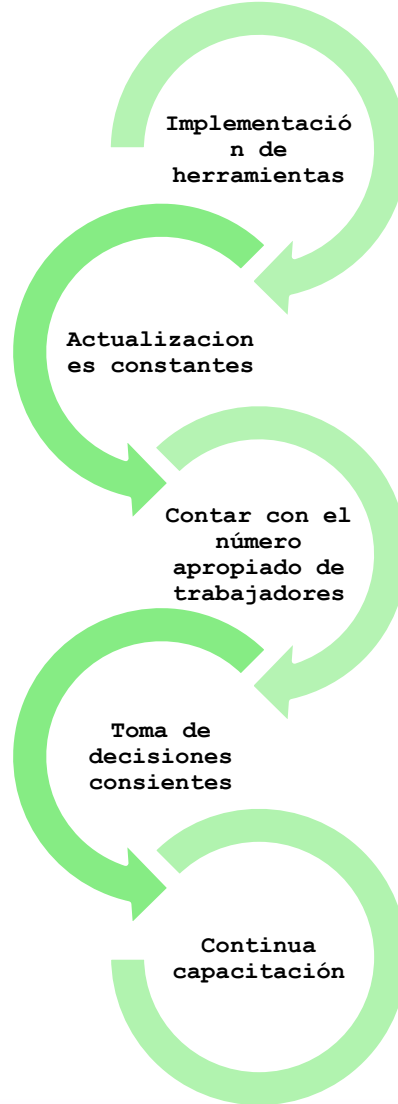 Implementació
n de
herramientas
Actualizacion
es constantes
Contar con el
número
apropiado de
trabajadores
Toma de
decisiones
consientes
Continua
capacitación